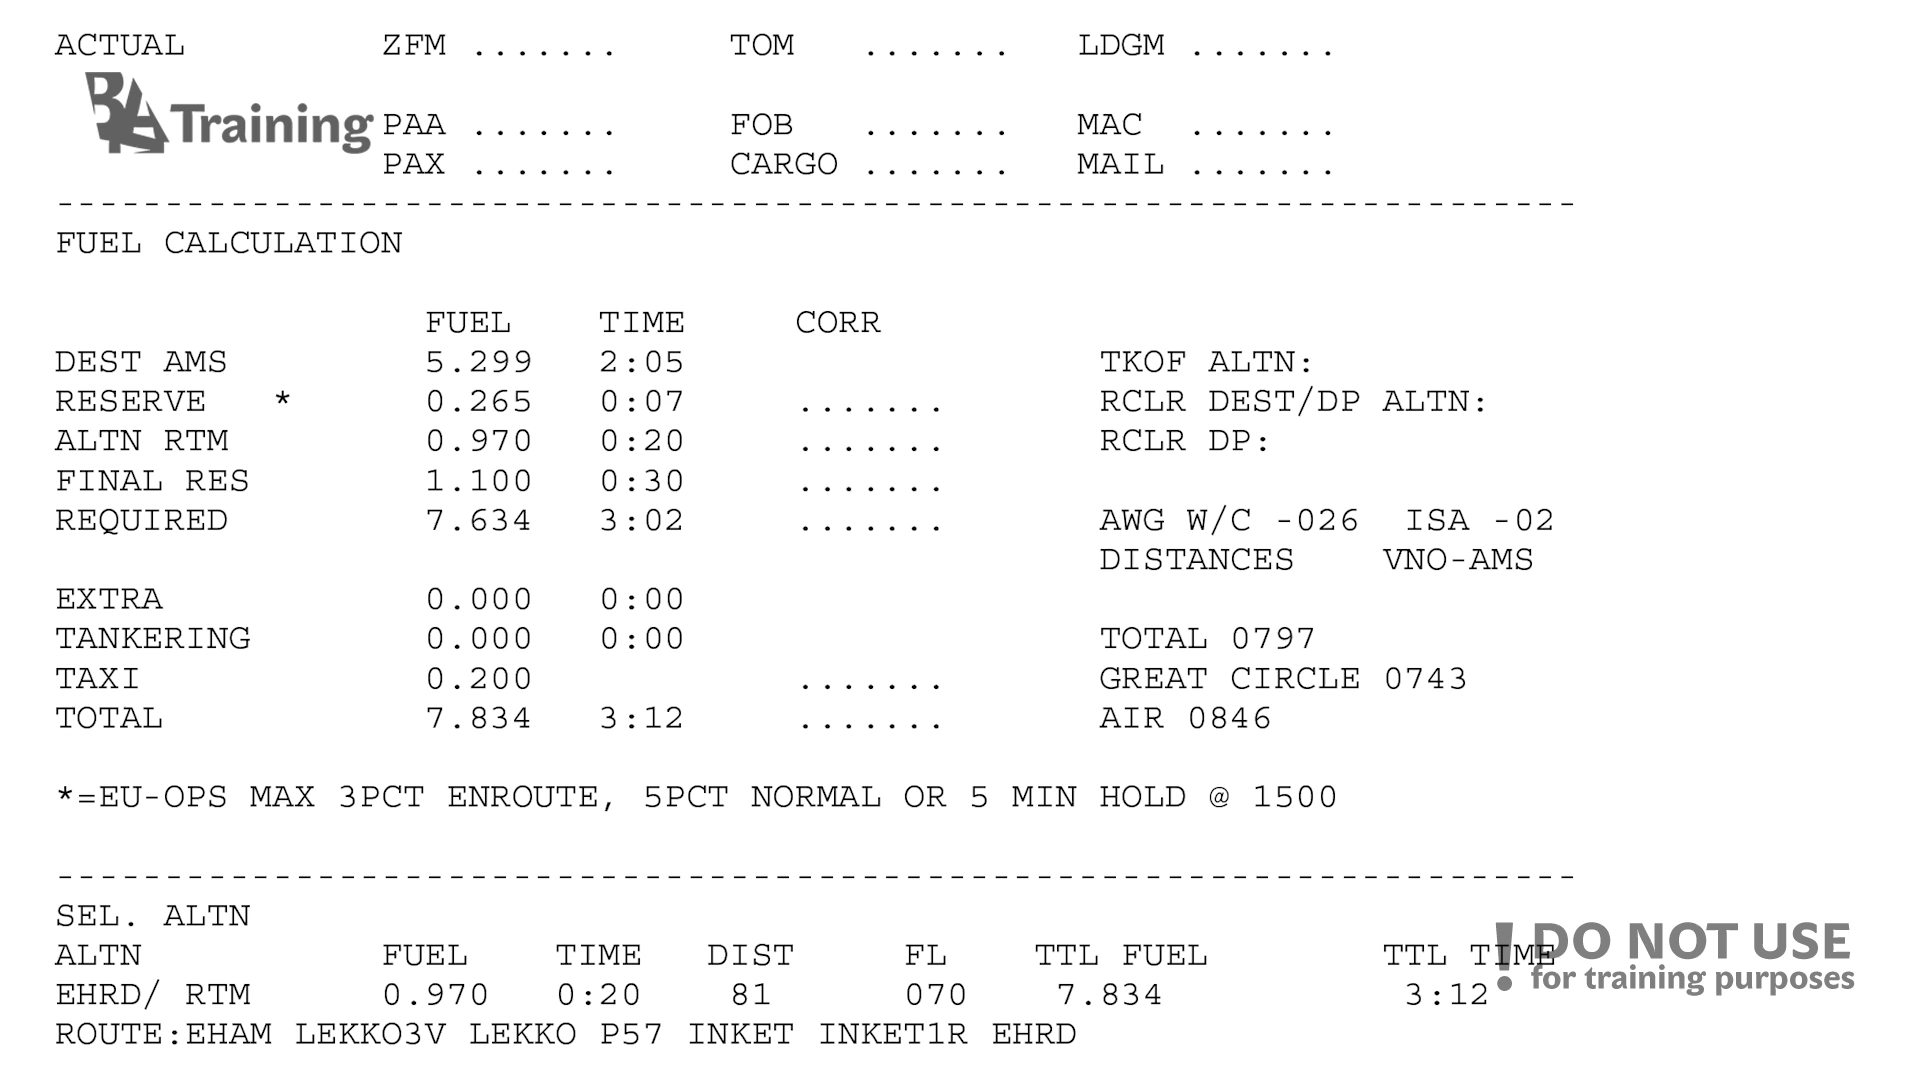 ACTUAL ZFM ....... TOM ....... LDGM .......
BAA Training
PAA ....... FOB ....... MAC .......
PAX ....... CARGO ....... MAIL .......
----------------------------------------------------------------------
FUEL CALCULATION
FUEL TIME CORR
DEST AMS 5.299 2:05 TKOF ALTN:
RESERVE * 0.265 0:07 ....... RCLR DEST/DP ALTN:
ALTN RTM 0.970 0:20 ....... RCLR DP:
FINAL RES 1.100 0:30 .......
REQUIRED 7.634 3:02 ....... AWG W/C -026 ISA -02
DISTANCES VNO-AMS
EXTRA 0.000 0:00
TANKERING 0.000 0:00 TOTAL 0797
TAXI 0.200 ....... GREAT CIRCLE 0743
TOTAL 7.834 3:12 ....... AIR 0846
*=EU-OPS MAX 3PCT ENROUTE, 5PCT NORMAL OR 5 MIN HOLD @ 1500
----------------------------------------------------------------------
SEL. ALTN
ALTN FUEL TIME DIST FL TTL FUEL TTL TIME
EHRD/ RTM 0.970 0:20 81 070 7.834 3:12
ROUTE:EHAM LEKKO3V LEKKO P57 INKET INKET1R EHRD
! DO NOT USE
for training purposes